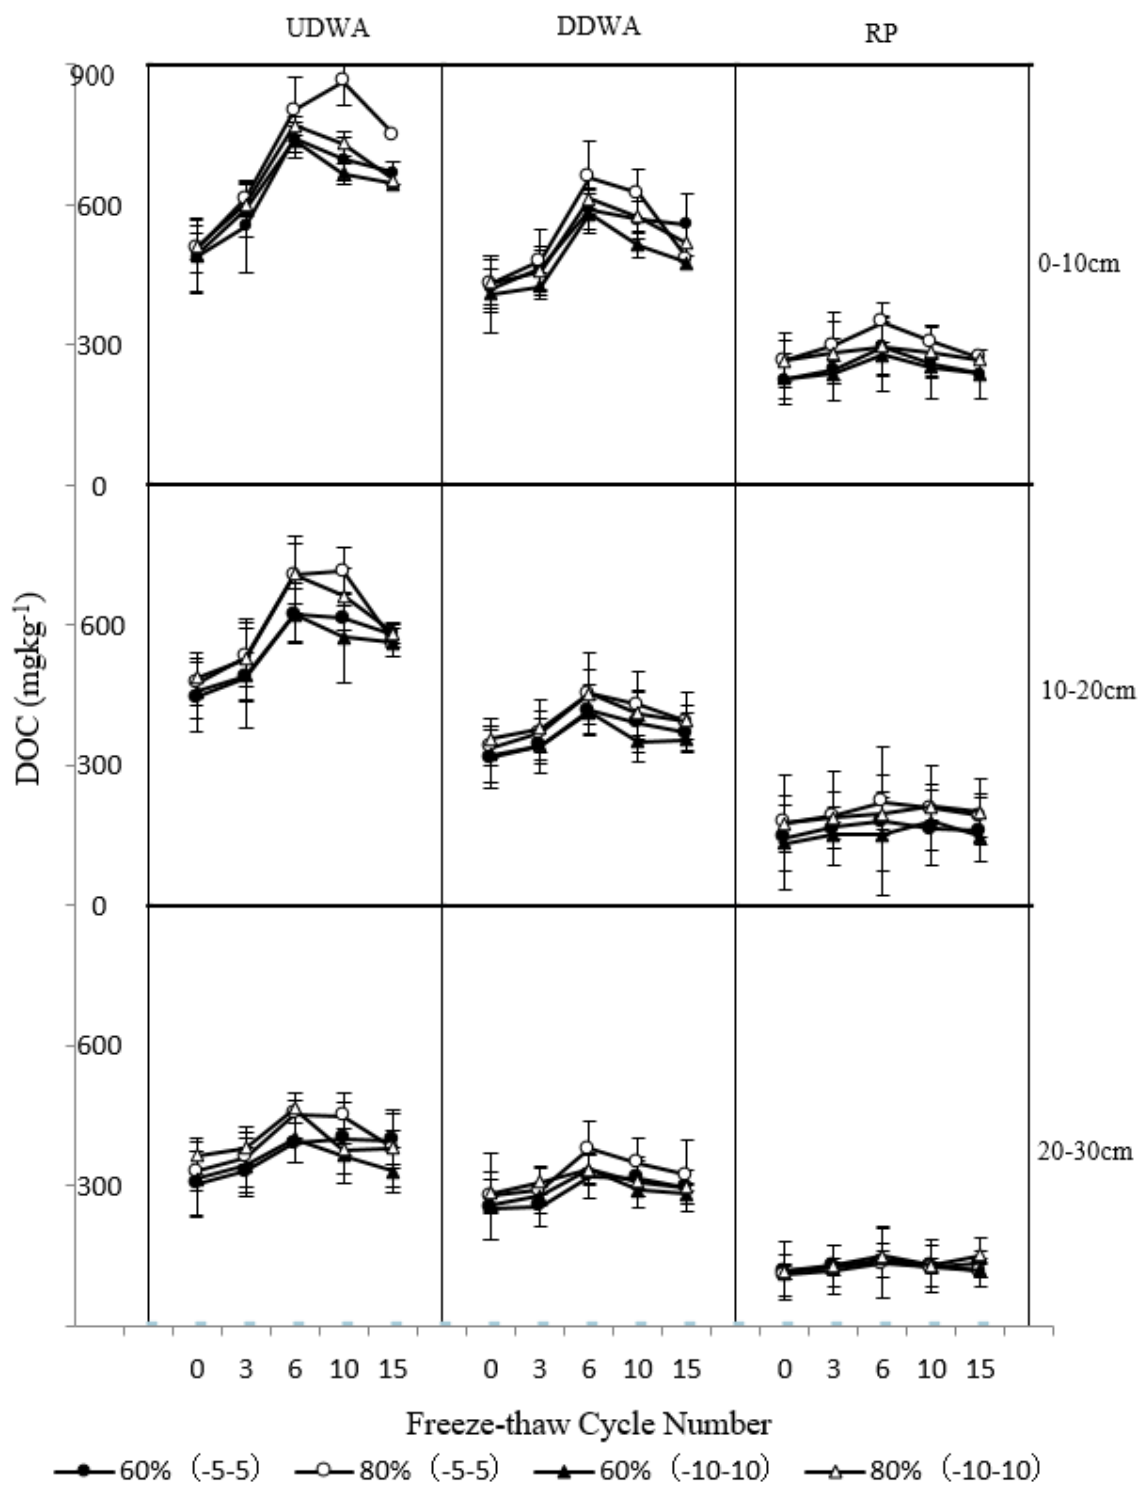 UDWA DDWA RP
900
600
300
0
600
300
0
600
300
0-10cm
10-20cm
20-30cm
DOC (mgkg⁻¹)
0 3 6 10 15 0 3 6 10 15 0 3 6 10 15
Freeze-thaw Cycle Number
60% （-5-5） 80% （-5-5） 60% （-10-10） 80% （-10-10）